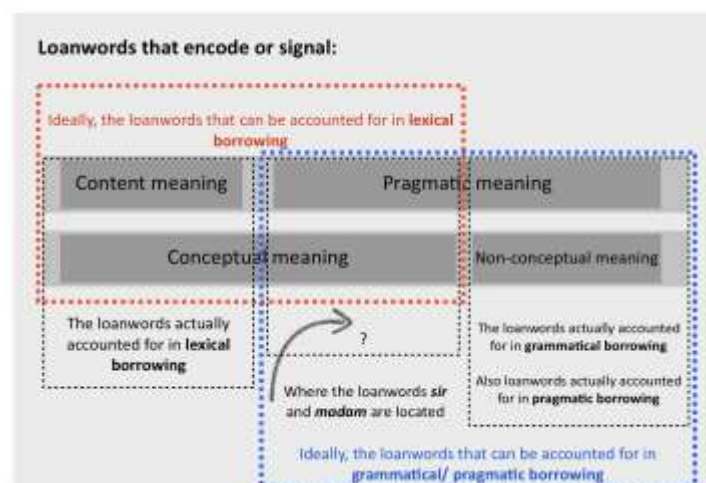 Loanwords that encode or signal:
Ideally, the loanwords that can be accounted for in lexical
borrowing
Content meaning
Pragmatic meaning
Conceptual meaning
Non-conceptual meaning
The loanwords actually
accounted for in lexical
borrowing
?
Where the loanwords sir
and madam are located
The loanwords actually accounted
for in grammatical borrowing
Also loanwords actually accounted
for in pragmatic borrowing
Ideally, the loanwords that can be accounted for in
grammatical/ pragmatic borrowing